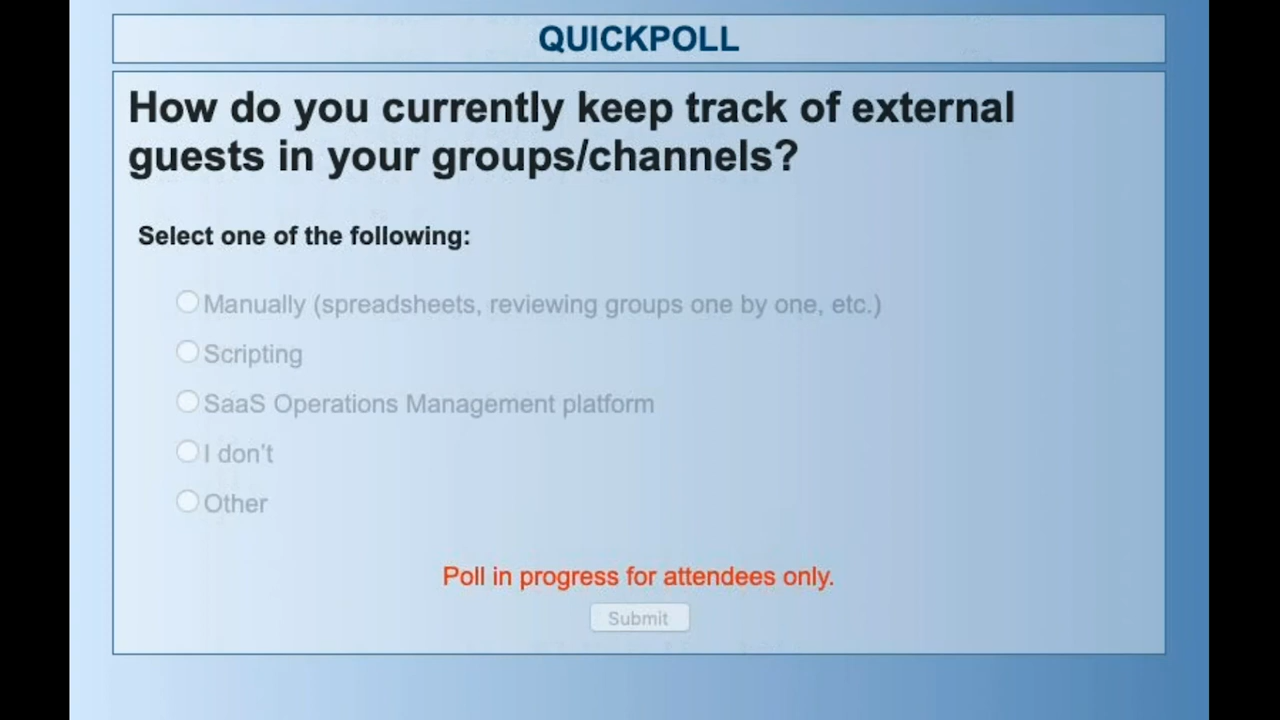 QUICKPOLL
How do you currently keep track of external
guests in your groups/channels?
Select one of the following:
Manually (spreadsheets, reviewing groups one by one, etc.)
Scripting
SaaS Operations Management platform
I don't
Other
Poll in progress for attendees only.
Submit